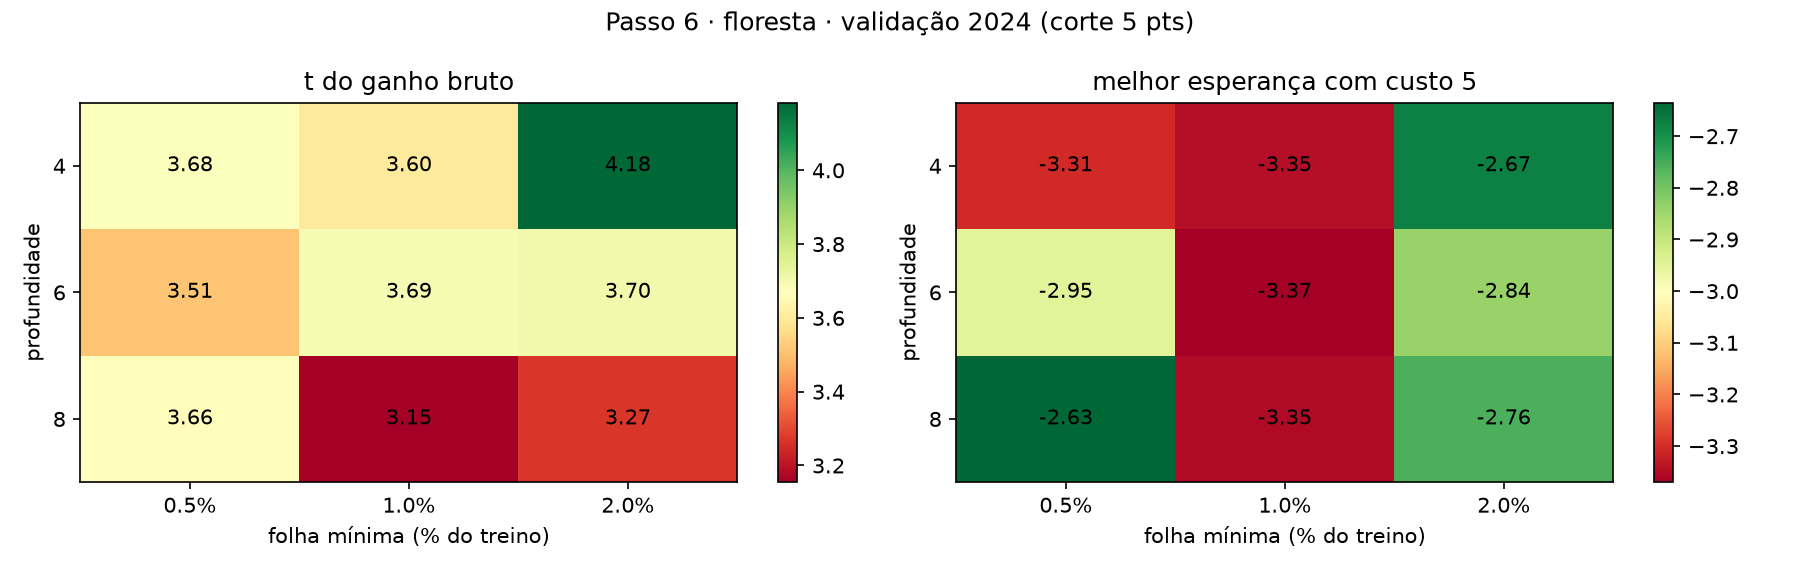 Passo 6 · floresta · validação 2024 (corte 5 pts)
t do ganho bruto
profundidade
4
3.68 3.60 4.18
6
3.51 3.69 3.70
8
3.66 3.15 3.27
0.5% 1.0% 2.0%
folha mínima (% do treino)
4.0
3.8
3.6
3.4
3.2
melhor esperança com custo 5
profundidade
4
-3.31 -3.35 -2.67
6
-2.95 -3.37 -2.84
8
-2.63 -3.35 -2.76
0.5% 1.0% 2.0%
folha mínima (% do treino)
−2.7
−2.8
−2.9
−3.0
−3.1
−3.2
−3.3